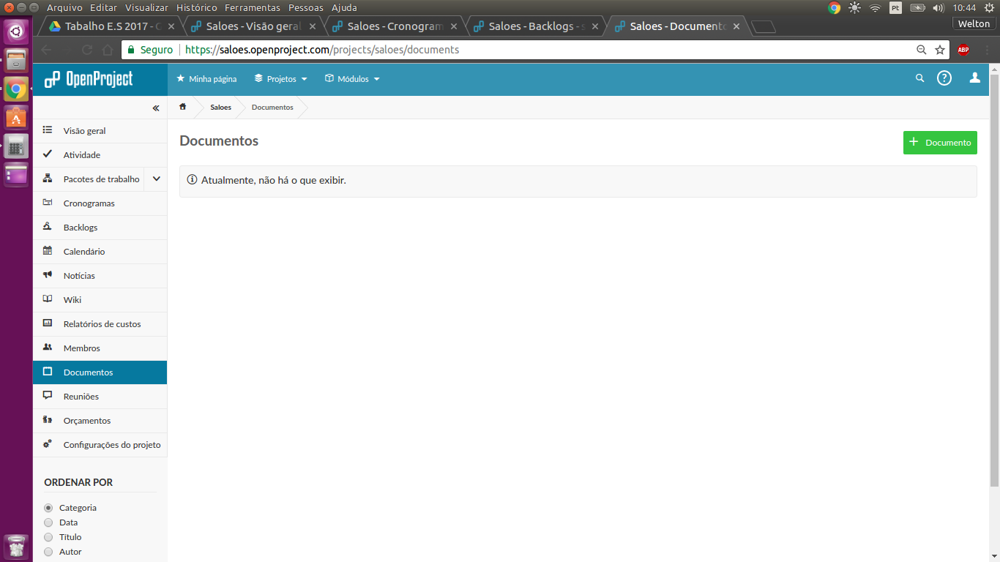 Arquivo Editar Visualizar Histórico Ferramentas Pessoas Ajuda Pt 10:44
Tabalho E.S 2017 - Saloes - Visão geral Saloes - Cronogram Saloes - Backlogs - Saloes - Documento Welton
Seguro https://saloes.openproject.com/projects/saloes/documents ABP
OpenProject Minha página Projetos Módulos ?
Saloes Documentos
Documentos
+ Documento
Atualmente, não há o que exibir.
Visão geral
Atividade
Pacotes de trabalho
Cronogramas
Backlogs
Calendário
Notícias
Wiki
Relatórios de custos
Membros
Documentos
Reuniões
Orçamentos
Configurações do projeto
ORDENAR POR
Categoria
Data
Título
Autor